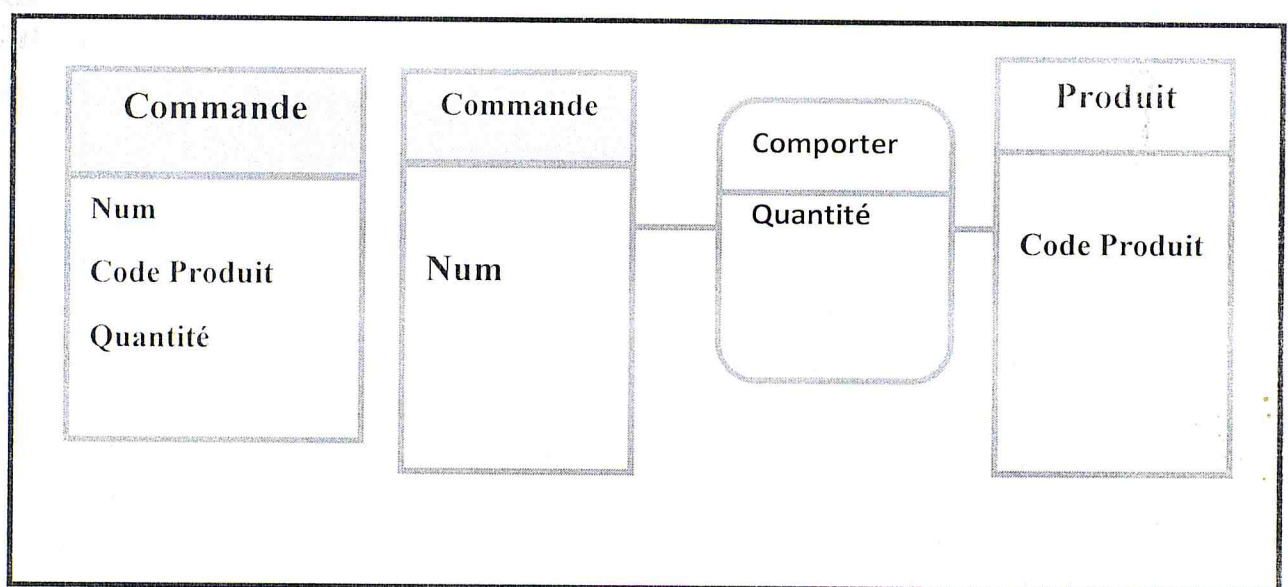 Commande
Num
Code Produit
Quantité
Commande
Num
Comporter
Quantité
Produit
Code Produit